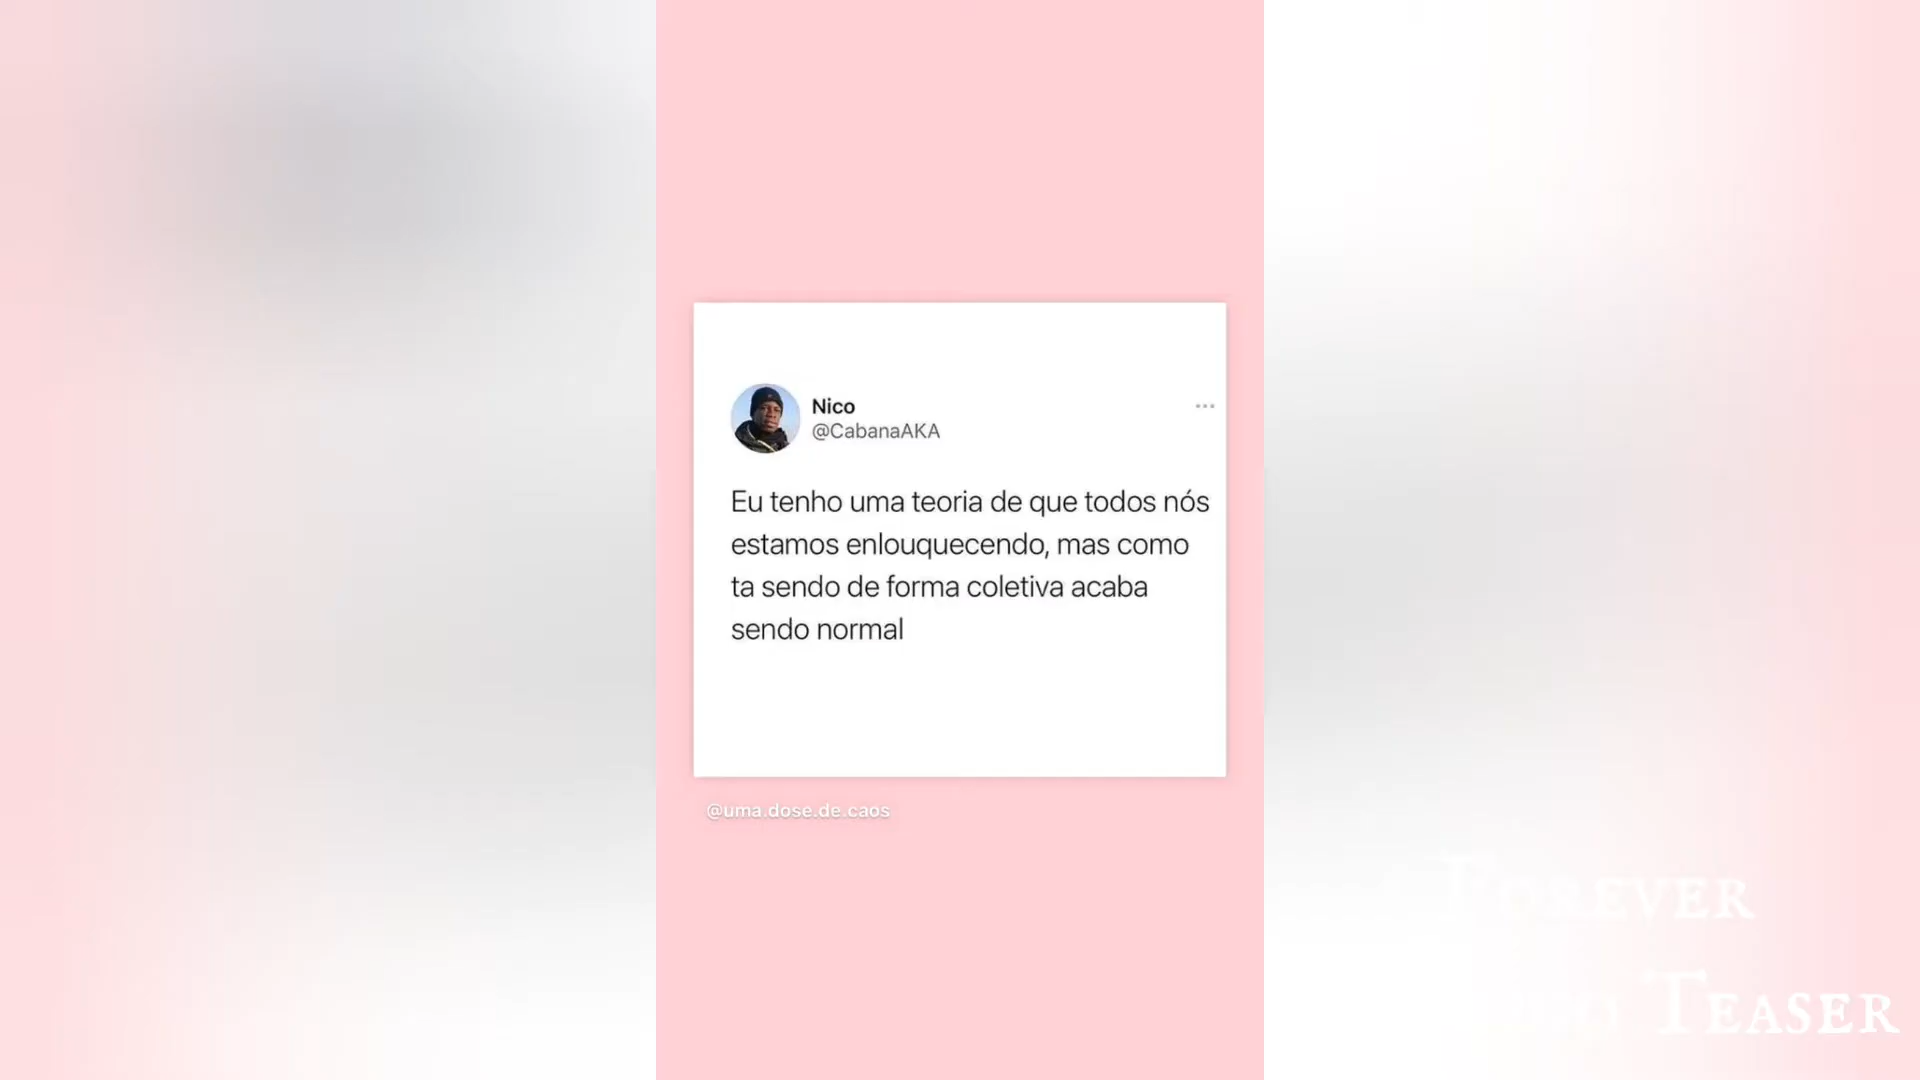 Nico
@CabanaAKA
Eu tenho uma teoria de que todos nós
estamos enlouquecendo, mas como
ta sendo de forma coletiva acaba
sendo normal
@uma.dose.de.caos
Forever
Teaser